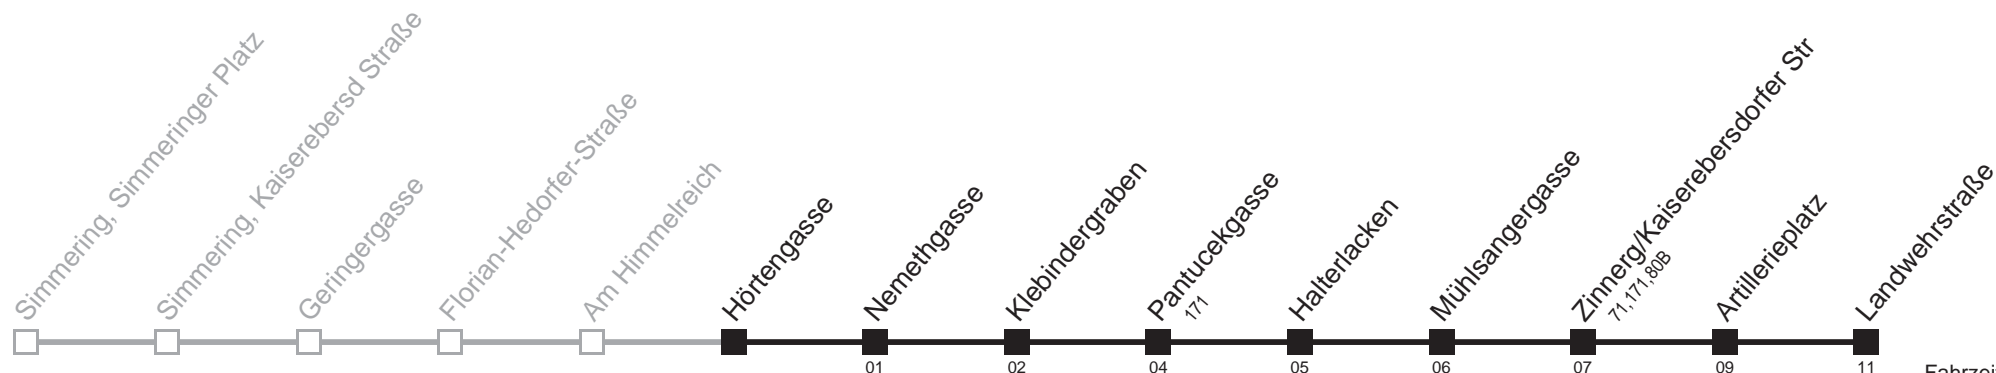 Simmering, Simmeringer Platz
Simmering, Kaiserebersd Straße
Geringergasse
Florian-Hedorfer-Straße
Am Himmelreich
Hörtengasse
Nemethgasse
Klebindergraben
Pantucekgasse
171
Halterlacken
Mühlsangergasse
Zinnerg/Kaiserebersdorfer Str
71,171,80B
Artillerieplatz
Landwehrstraße
01
02
04
05
06
07
09
11